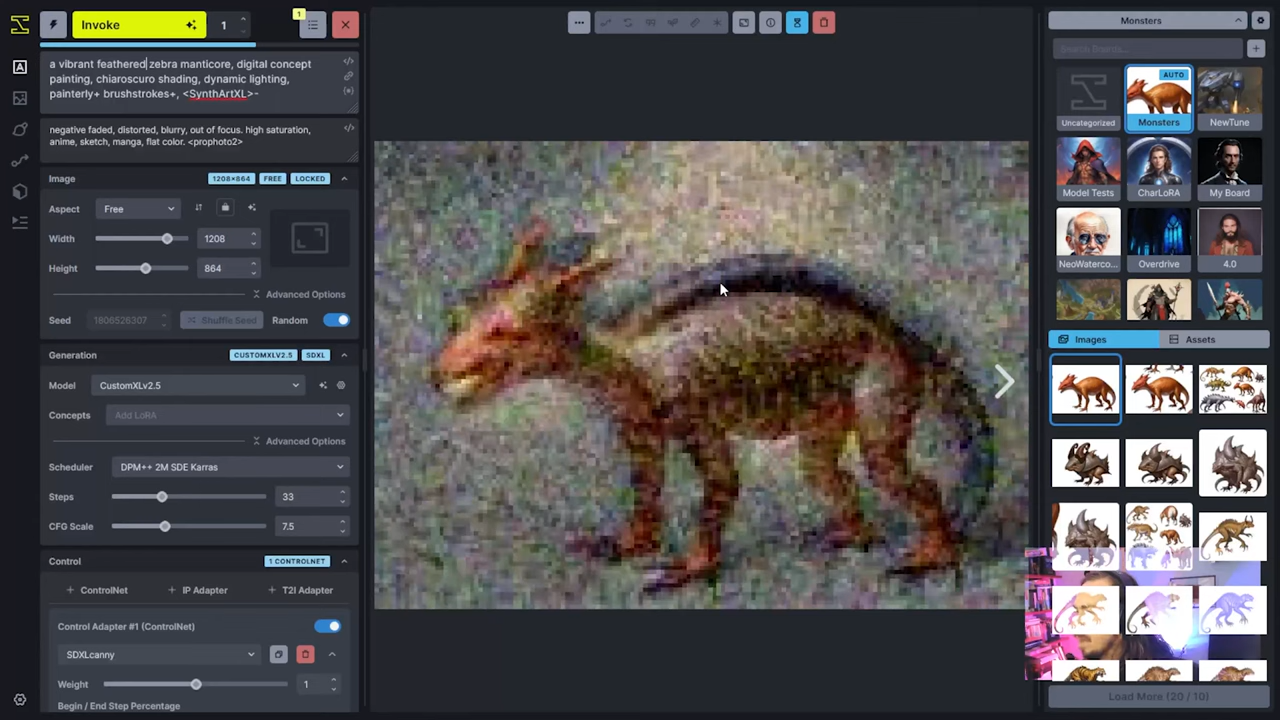 Invoke
1
1
a vibrant feathered zebra manticore, digital concept
painting, chiaroscuro shading, dynamic lighting,
painterly+ brushstrokes+, <SynthArtXL>-
negative faded, distorted, blurry, out of focus. high saturation,
anime, sketch, manga, flat color. <prophoto2>
Image
1208×864 FREE LOCKED
Aspect Free
Width 1208
Height 864
Advanced Options
Seed 1806526307 Shuffle Seed Random
Generation CUSTOMXLV2.5 SDXL
Model CustomXLv2.5
Concepts Add LoRA
Advanced Options
Scheduler DPM++ 2M SDE Karras
Steps 33
CFG Scale 7.5
Control 1 CONTROLNET
+ ControlNet + IP Adapter + T2I Adapter
Control Adapter #1 (ControlNet)
SDXLcanny
Weight 1
Begin / End Step Percentage
Monsters
Search Boards...
AUTO
Uncategorized Monsters NewTune
Model Tests CharLoRA My Board
NeoWaterco... Overdrive 4.0
Images Assets
Load More (20 / 10)